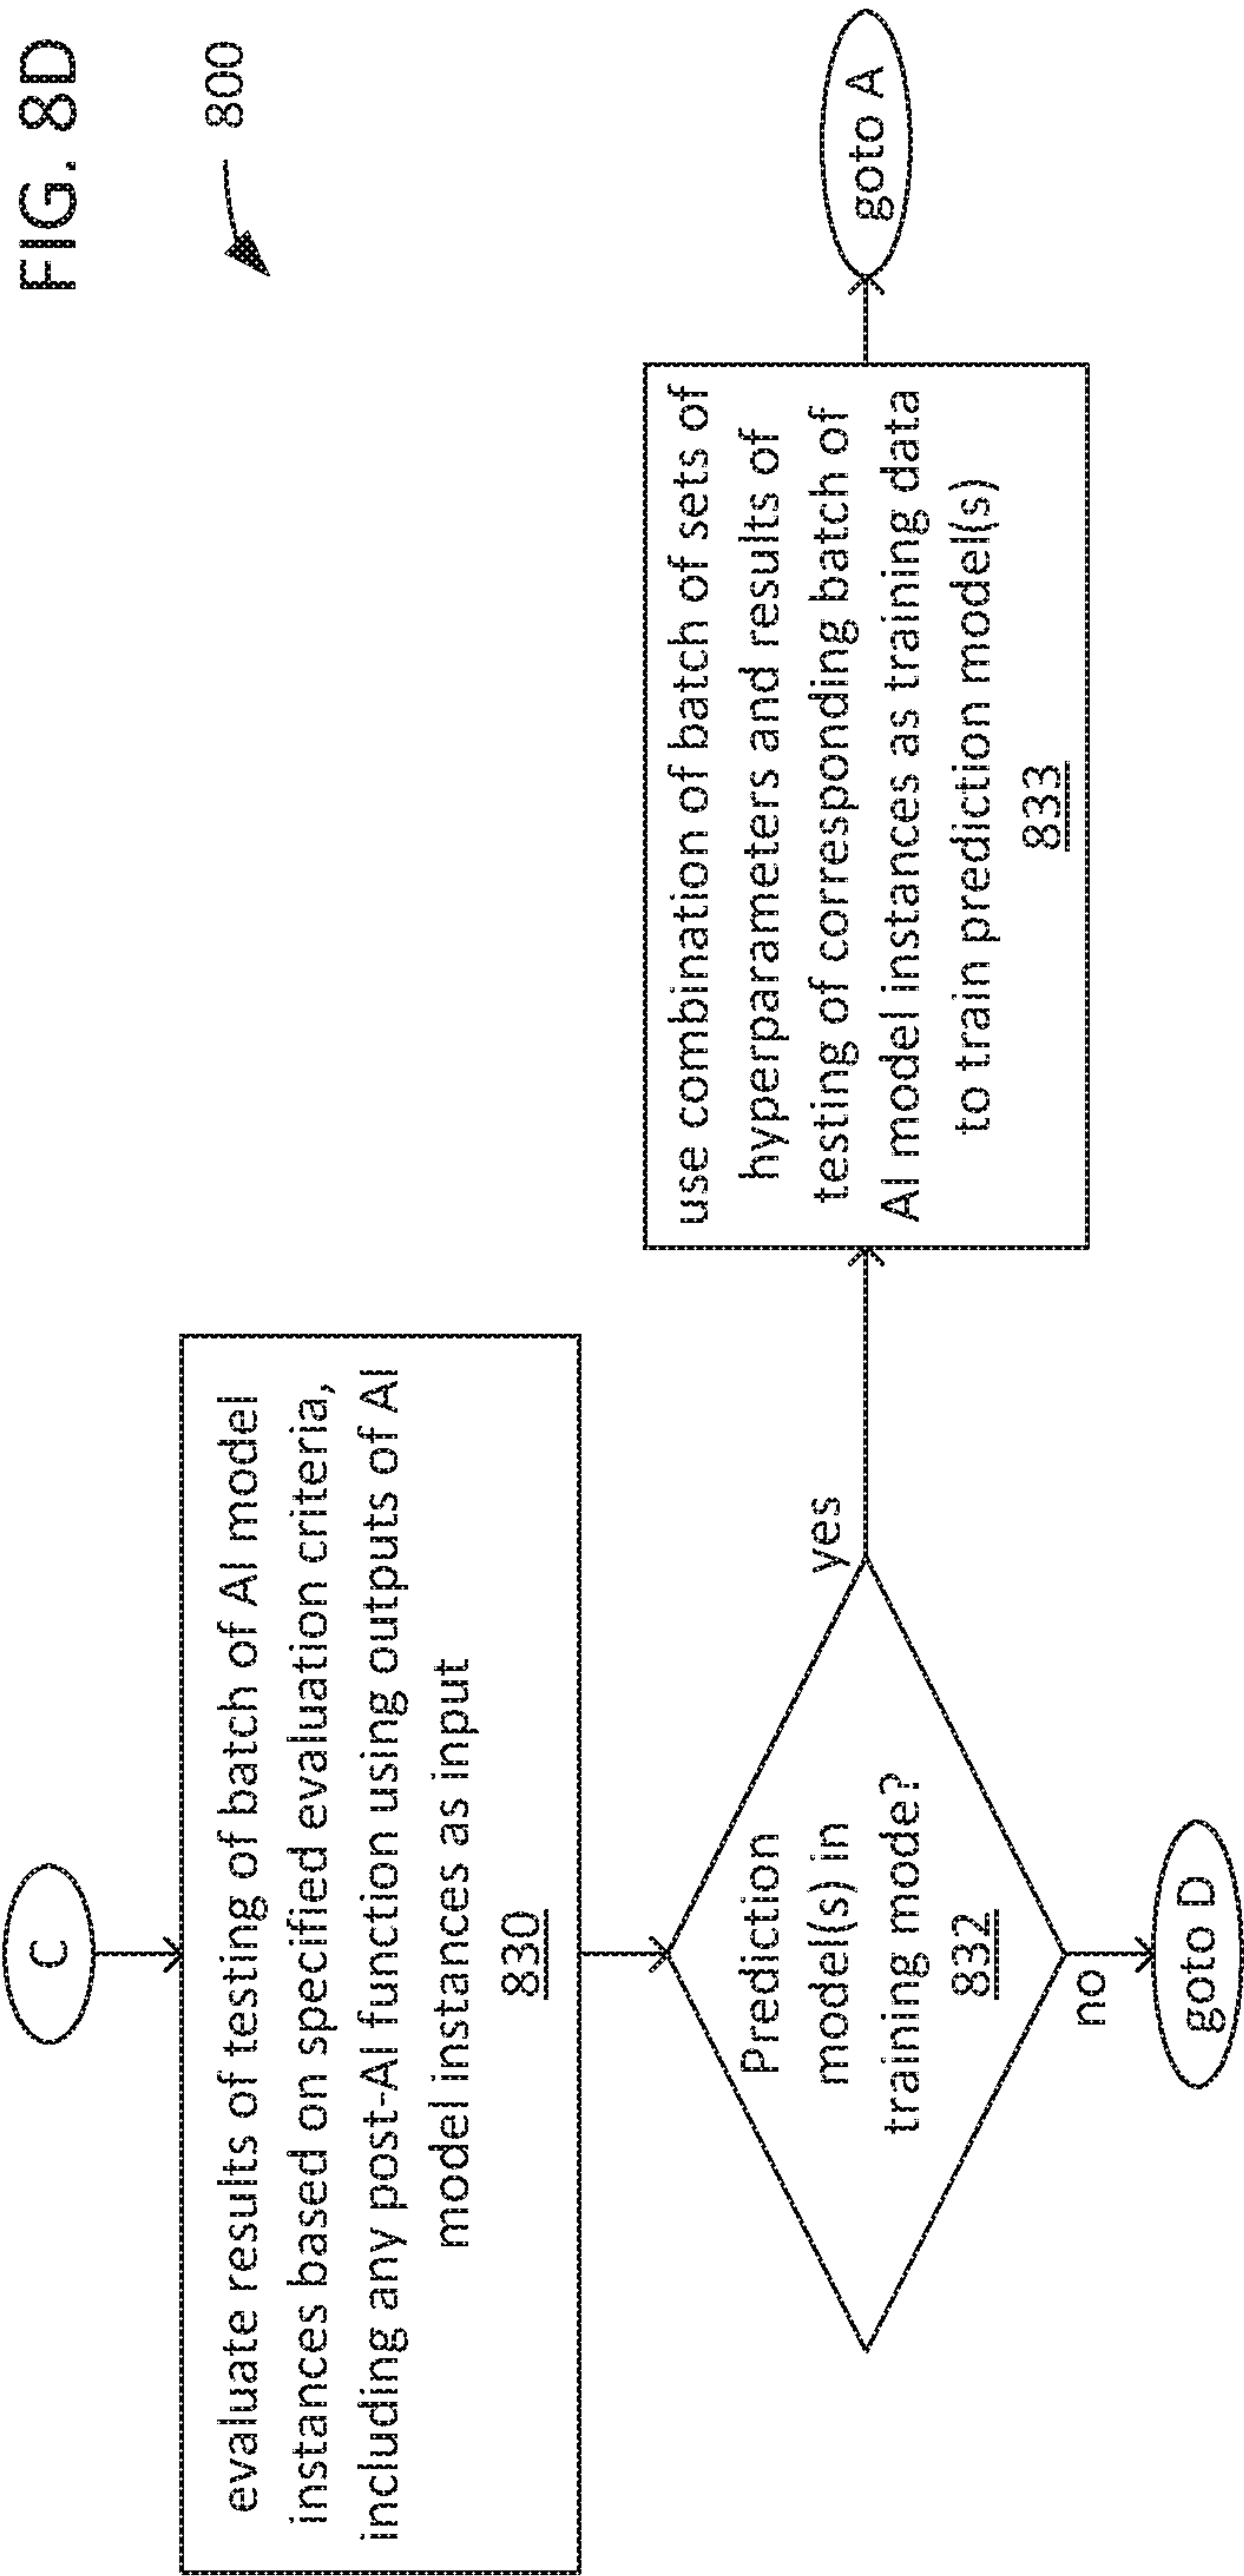 FIG. 8D
800
C
evaluate results of testing of batch of AI model
instances based on specified evaluation criteria,
including any post-AI function using outputs of AI
model instances as input
830
Prediction
model(s) in
training mode?
832
yes
no
goto D
use combination of batch of sets of
hyperparameters and results of
testing of corresponding batch of
AI model instances as training data
to train prediction model(s)
833
goto A